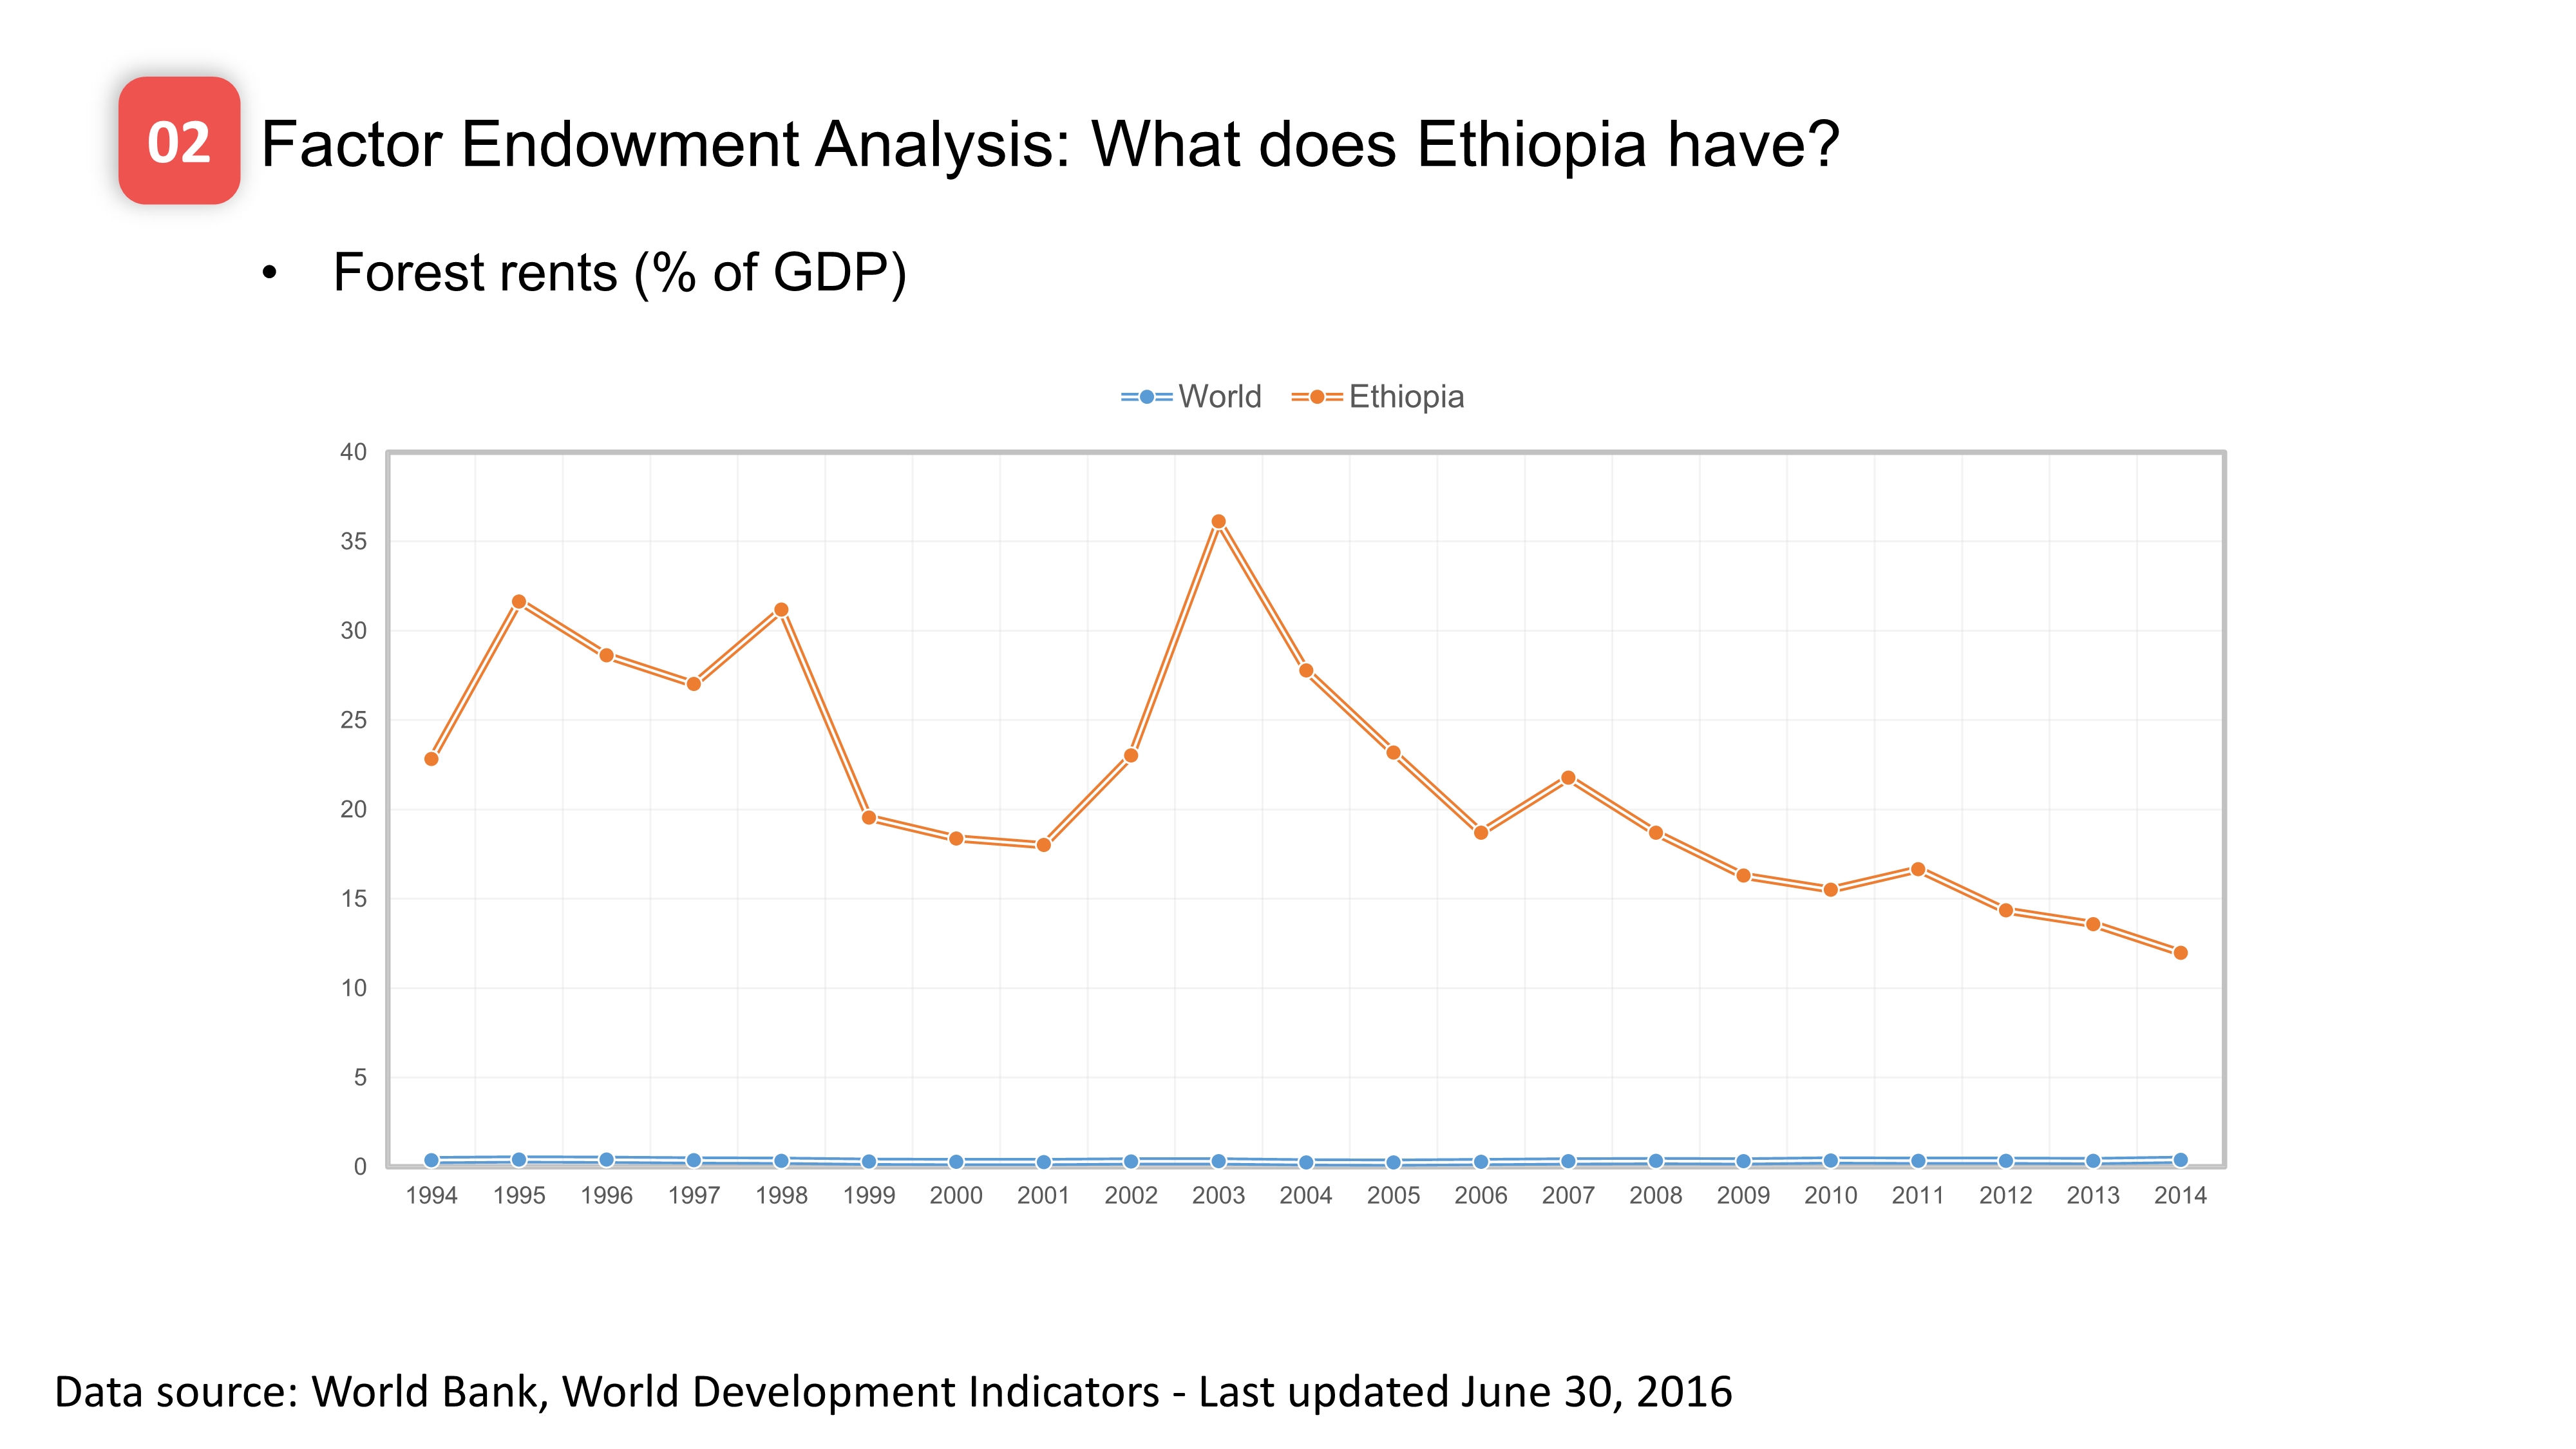 02
Factor Endowment Analysis: What does Ethiopia have?
• Forest rents (% of GDP)
World Ethiopia
40
35
30
25
20
15
10
5
0
1994 1995 1996 1997 1998 1999 2000 2001 2002 2003 2004 2005 2006 2007 2008 2009 2010 2011 2012 2013 2014
Data source: World Bank, World Development Indicators - Last updated June 30, 2016